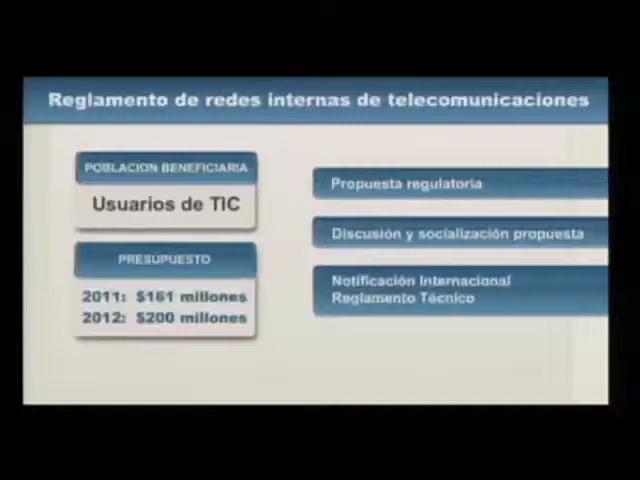 Reglamento de redes internas de telecomunicaciones
POBLACION BENEFICIARIA
Usuarios de TIC
PRESUPUESTO
2011: $161 millones
2012: $200 millones
Propuesta regulatoria
Discusión y socialización propuesta
Notificación Internacional
Reglamento Técnico